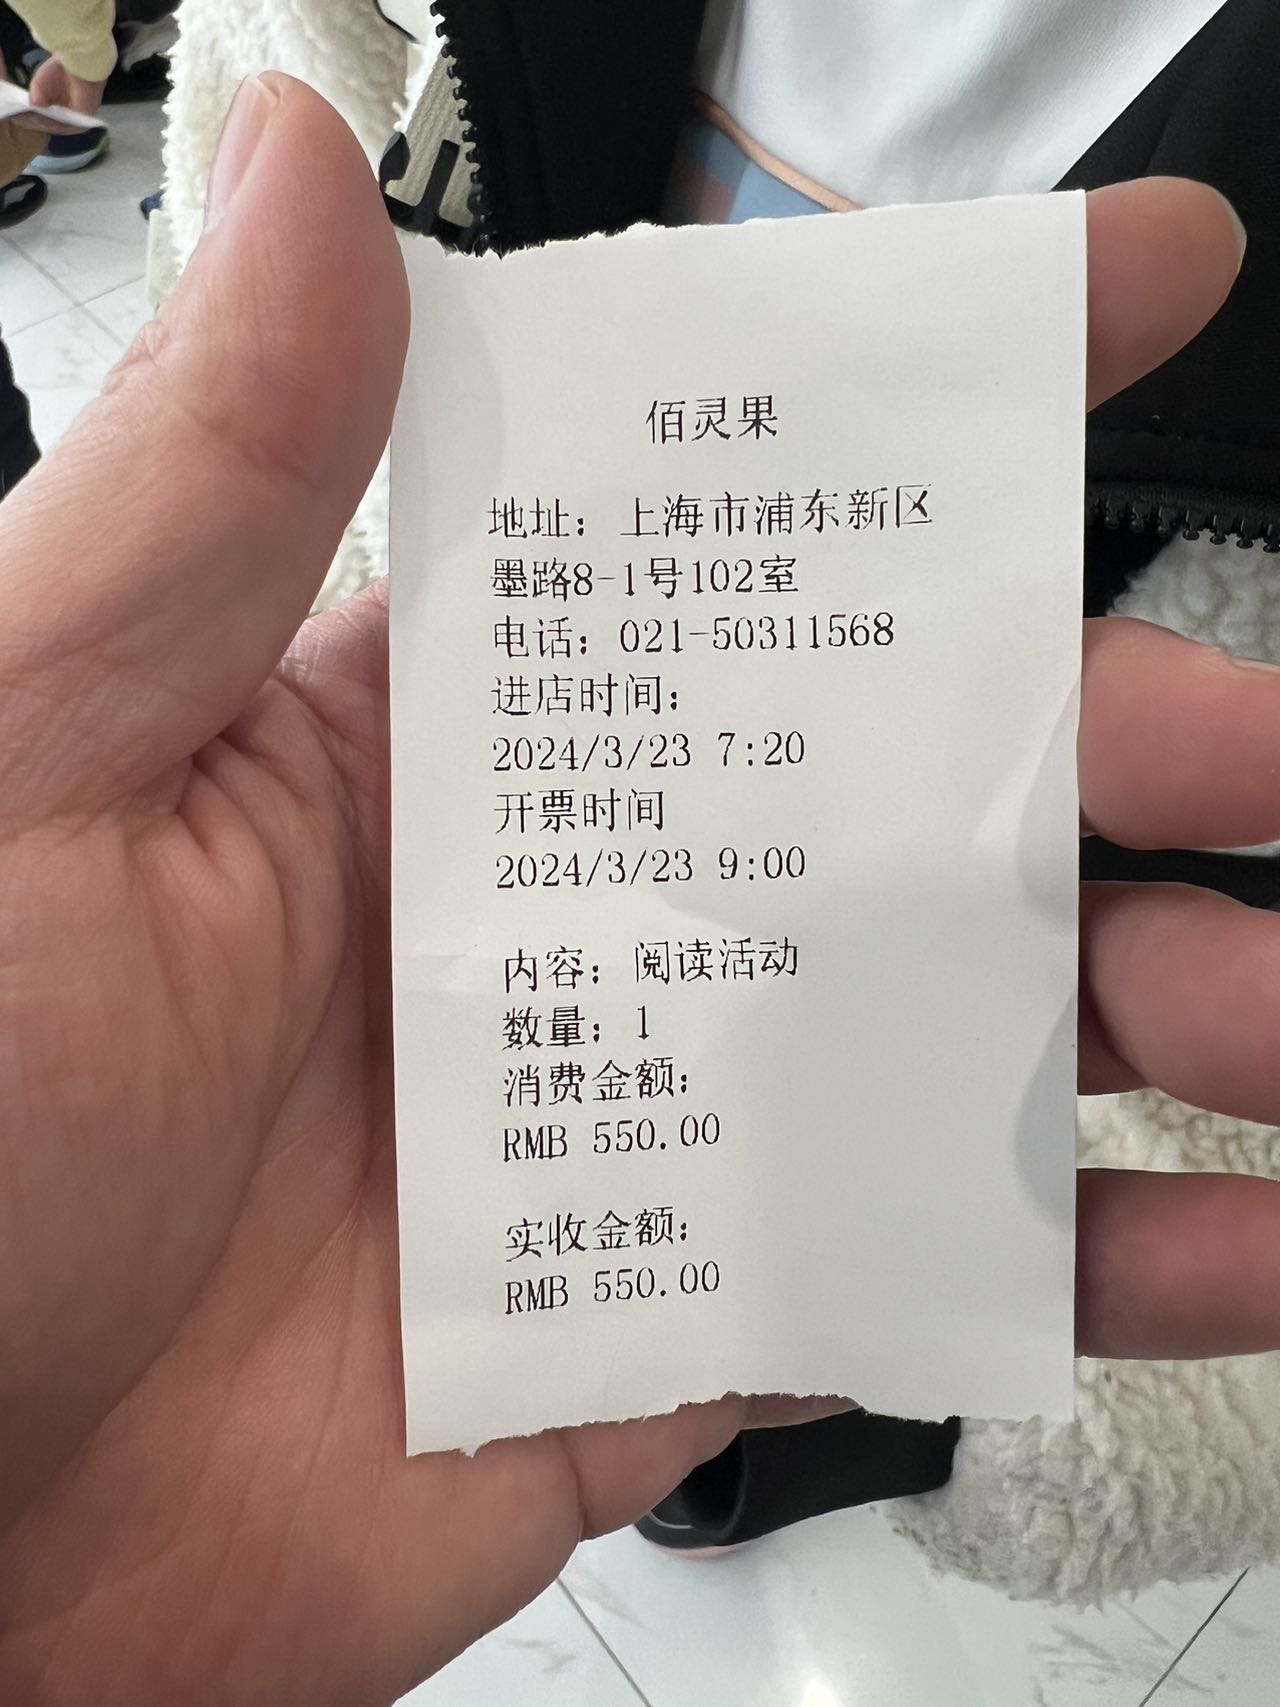 佰灵果
地址：上海市浦东新区
墨路8-1号102室
电话：021-50311568
进店时间：
2024/3/23 7:20
开票时间
2024/3/23 9:00
内容：阅读活动
数量：1
消费金额：
RMB 550.00
实收金额：
RMB 550.00